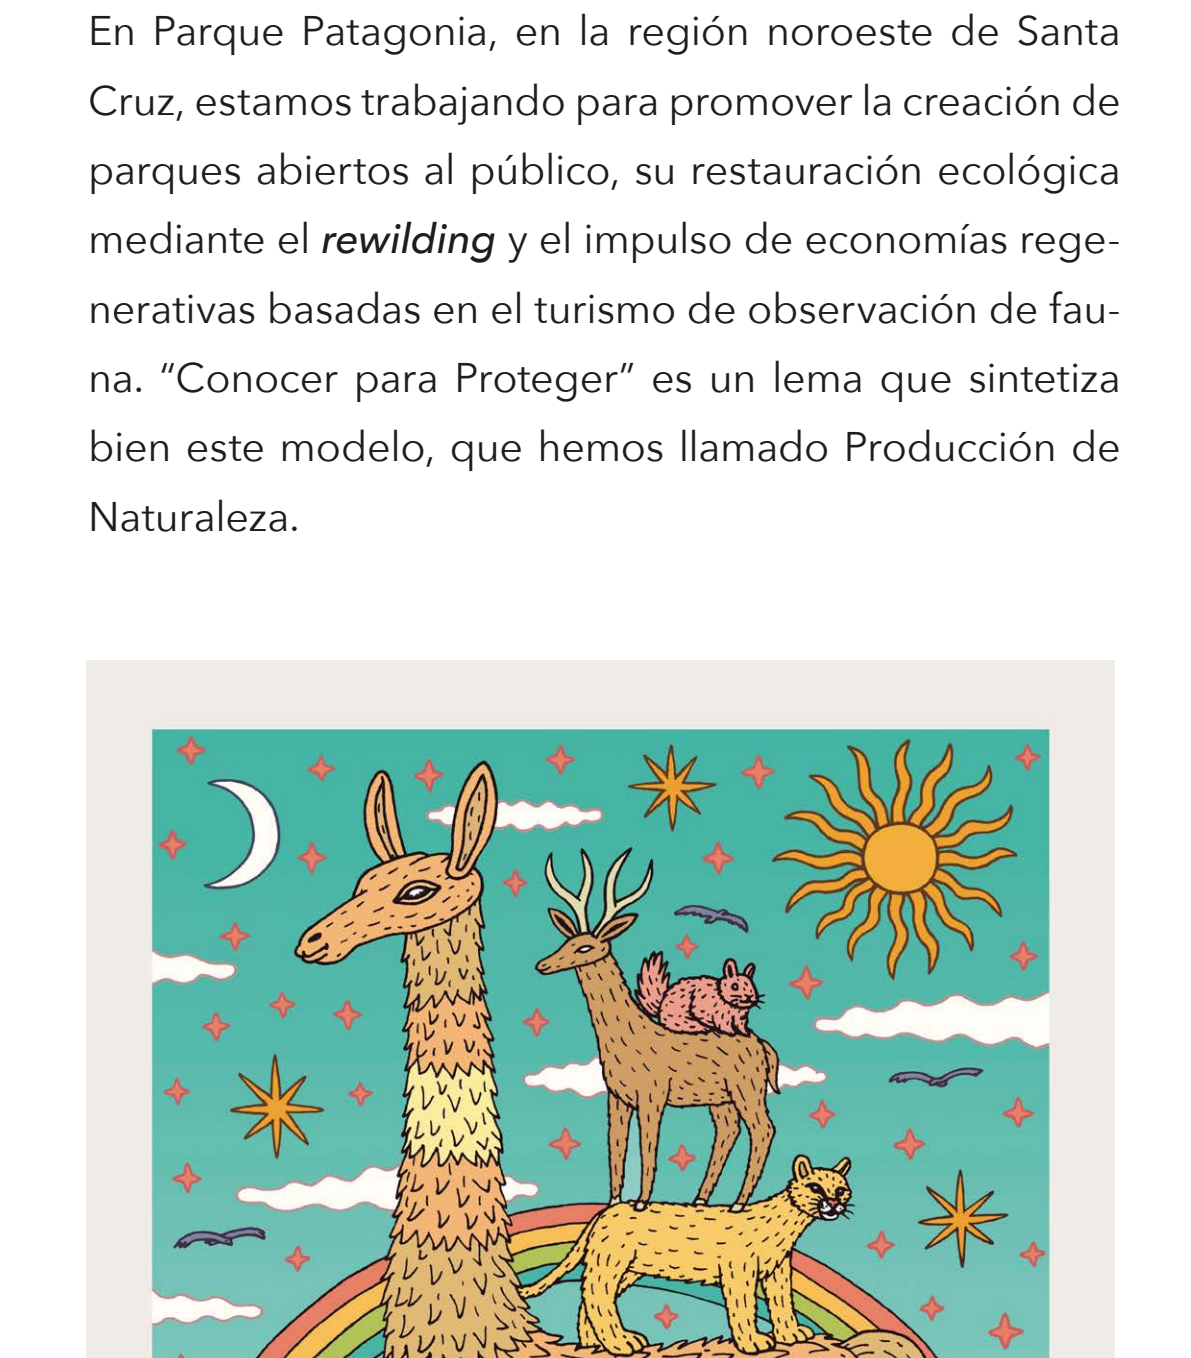 En Parque Patagonia, en la región noroeste de Santa
Cruz, estamos trabajando para promover la creación de
parques abiertos al público, su restauración ecológica
mediante el rewilding y el impulso de economías rege-
nerativas basadas en el turismo de observación de fau-
na. “Conocer para Proteger” es un lema que sintetiza
bien este modelo, que hemos llamado Producción de
Naturaleza.